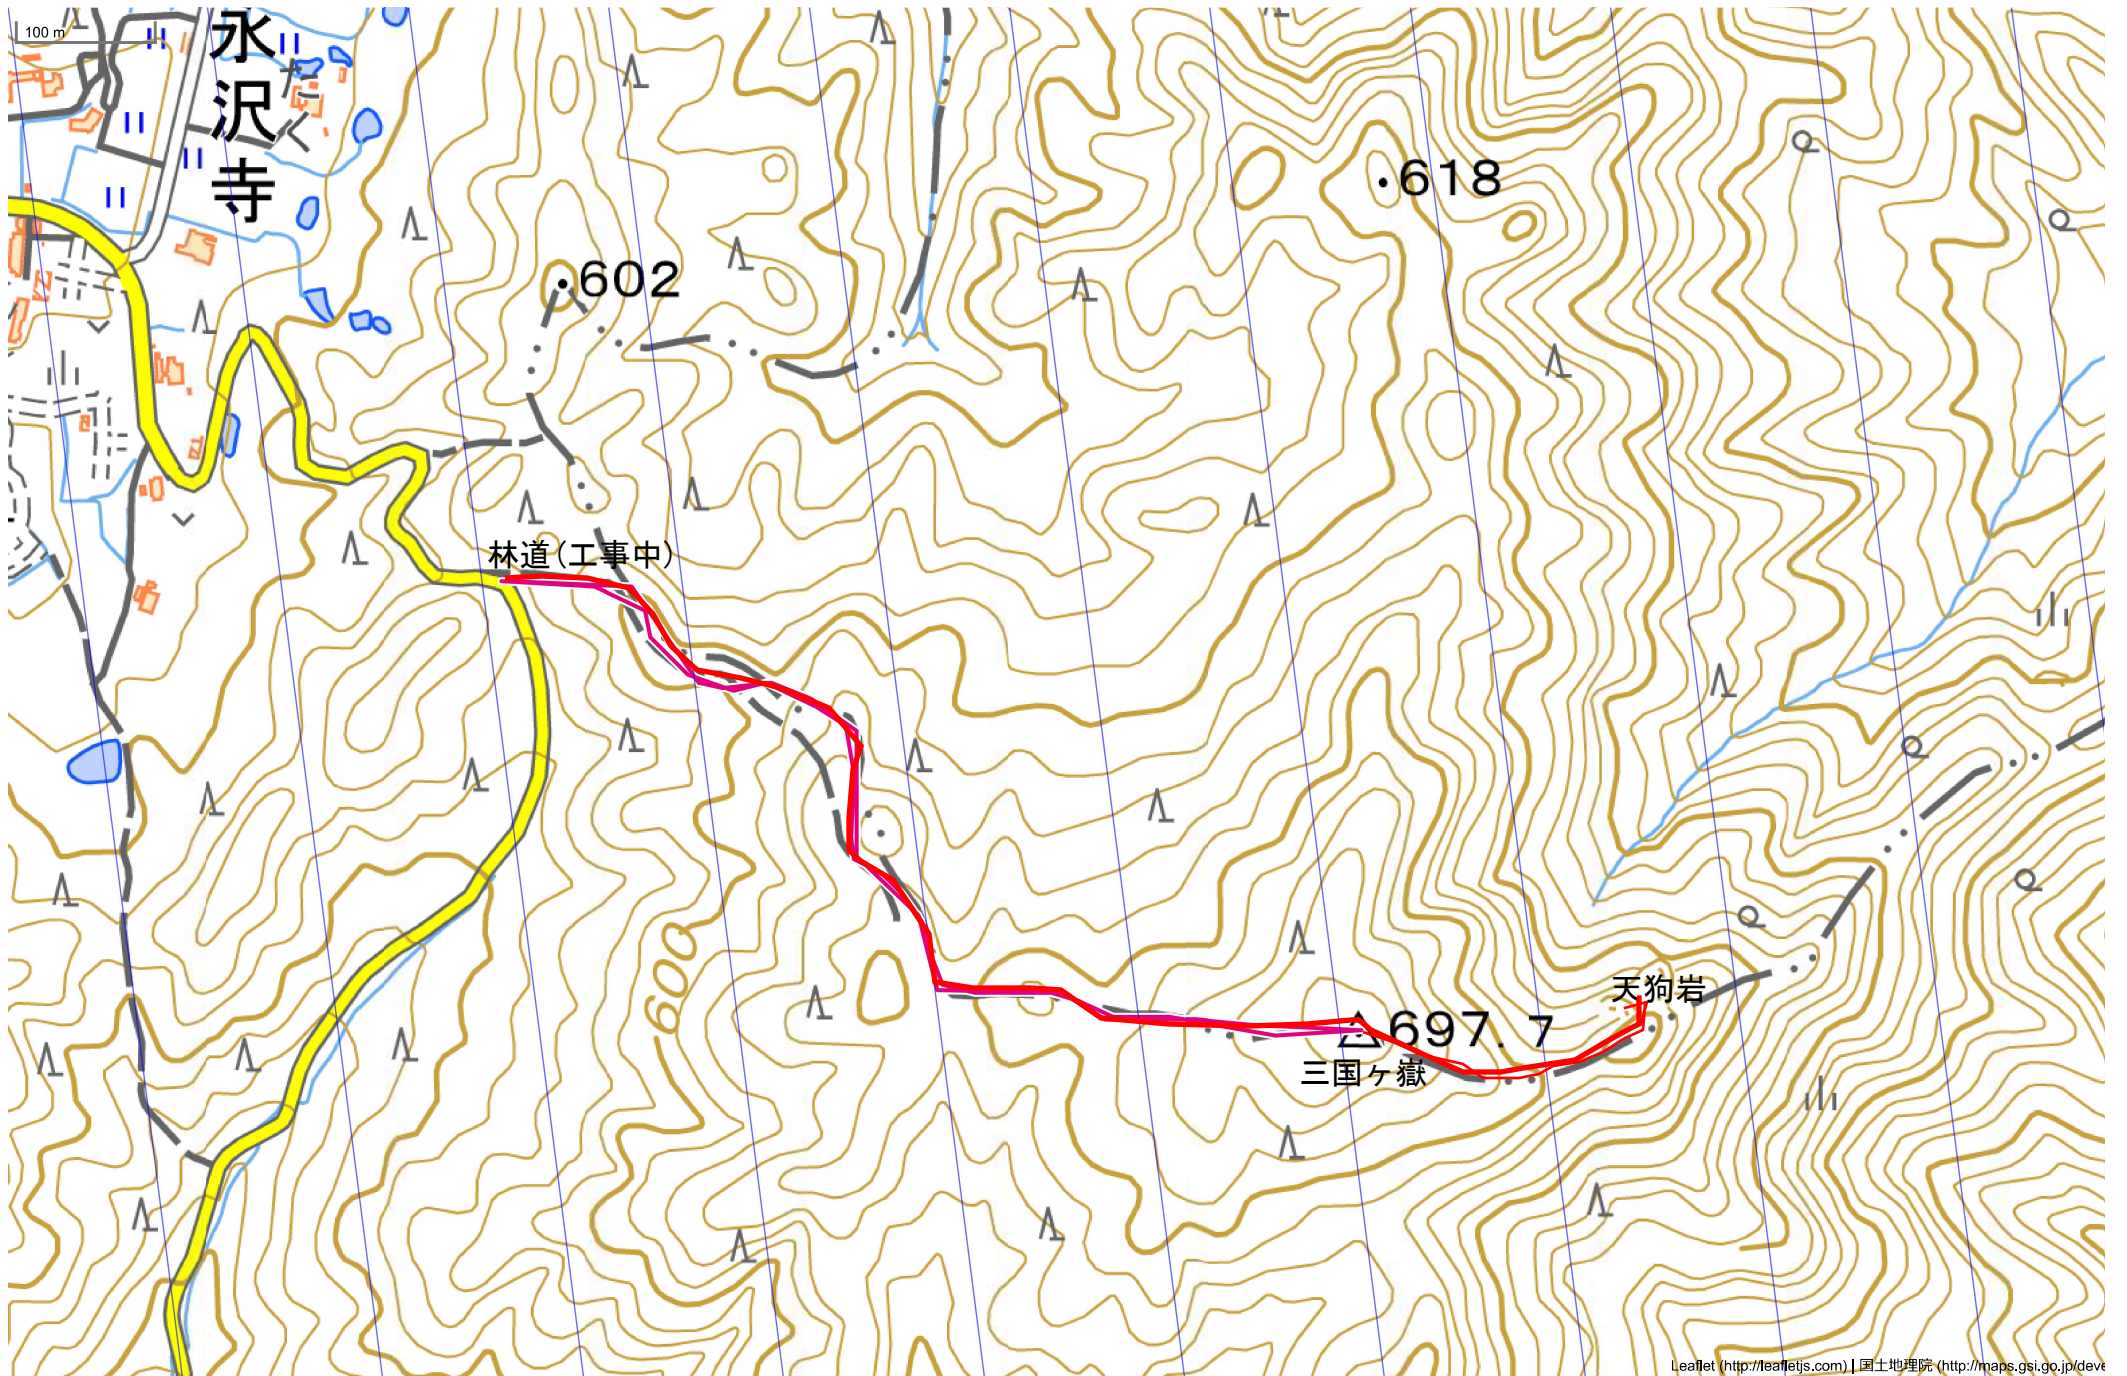 100 m
永沢寺
618
602
林道(工事中)
600
天狗岩
697.7
三国ヶ嶽
Leaflet (http://leafletjs.com) | 国土地理院 (http://maps.gsi.go.jp/deve